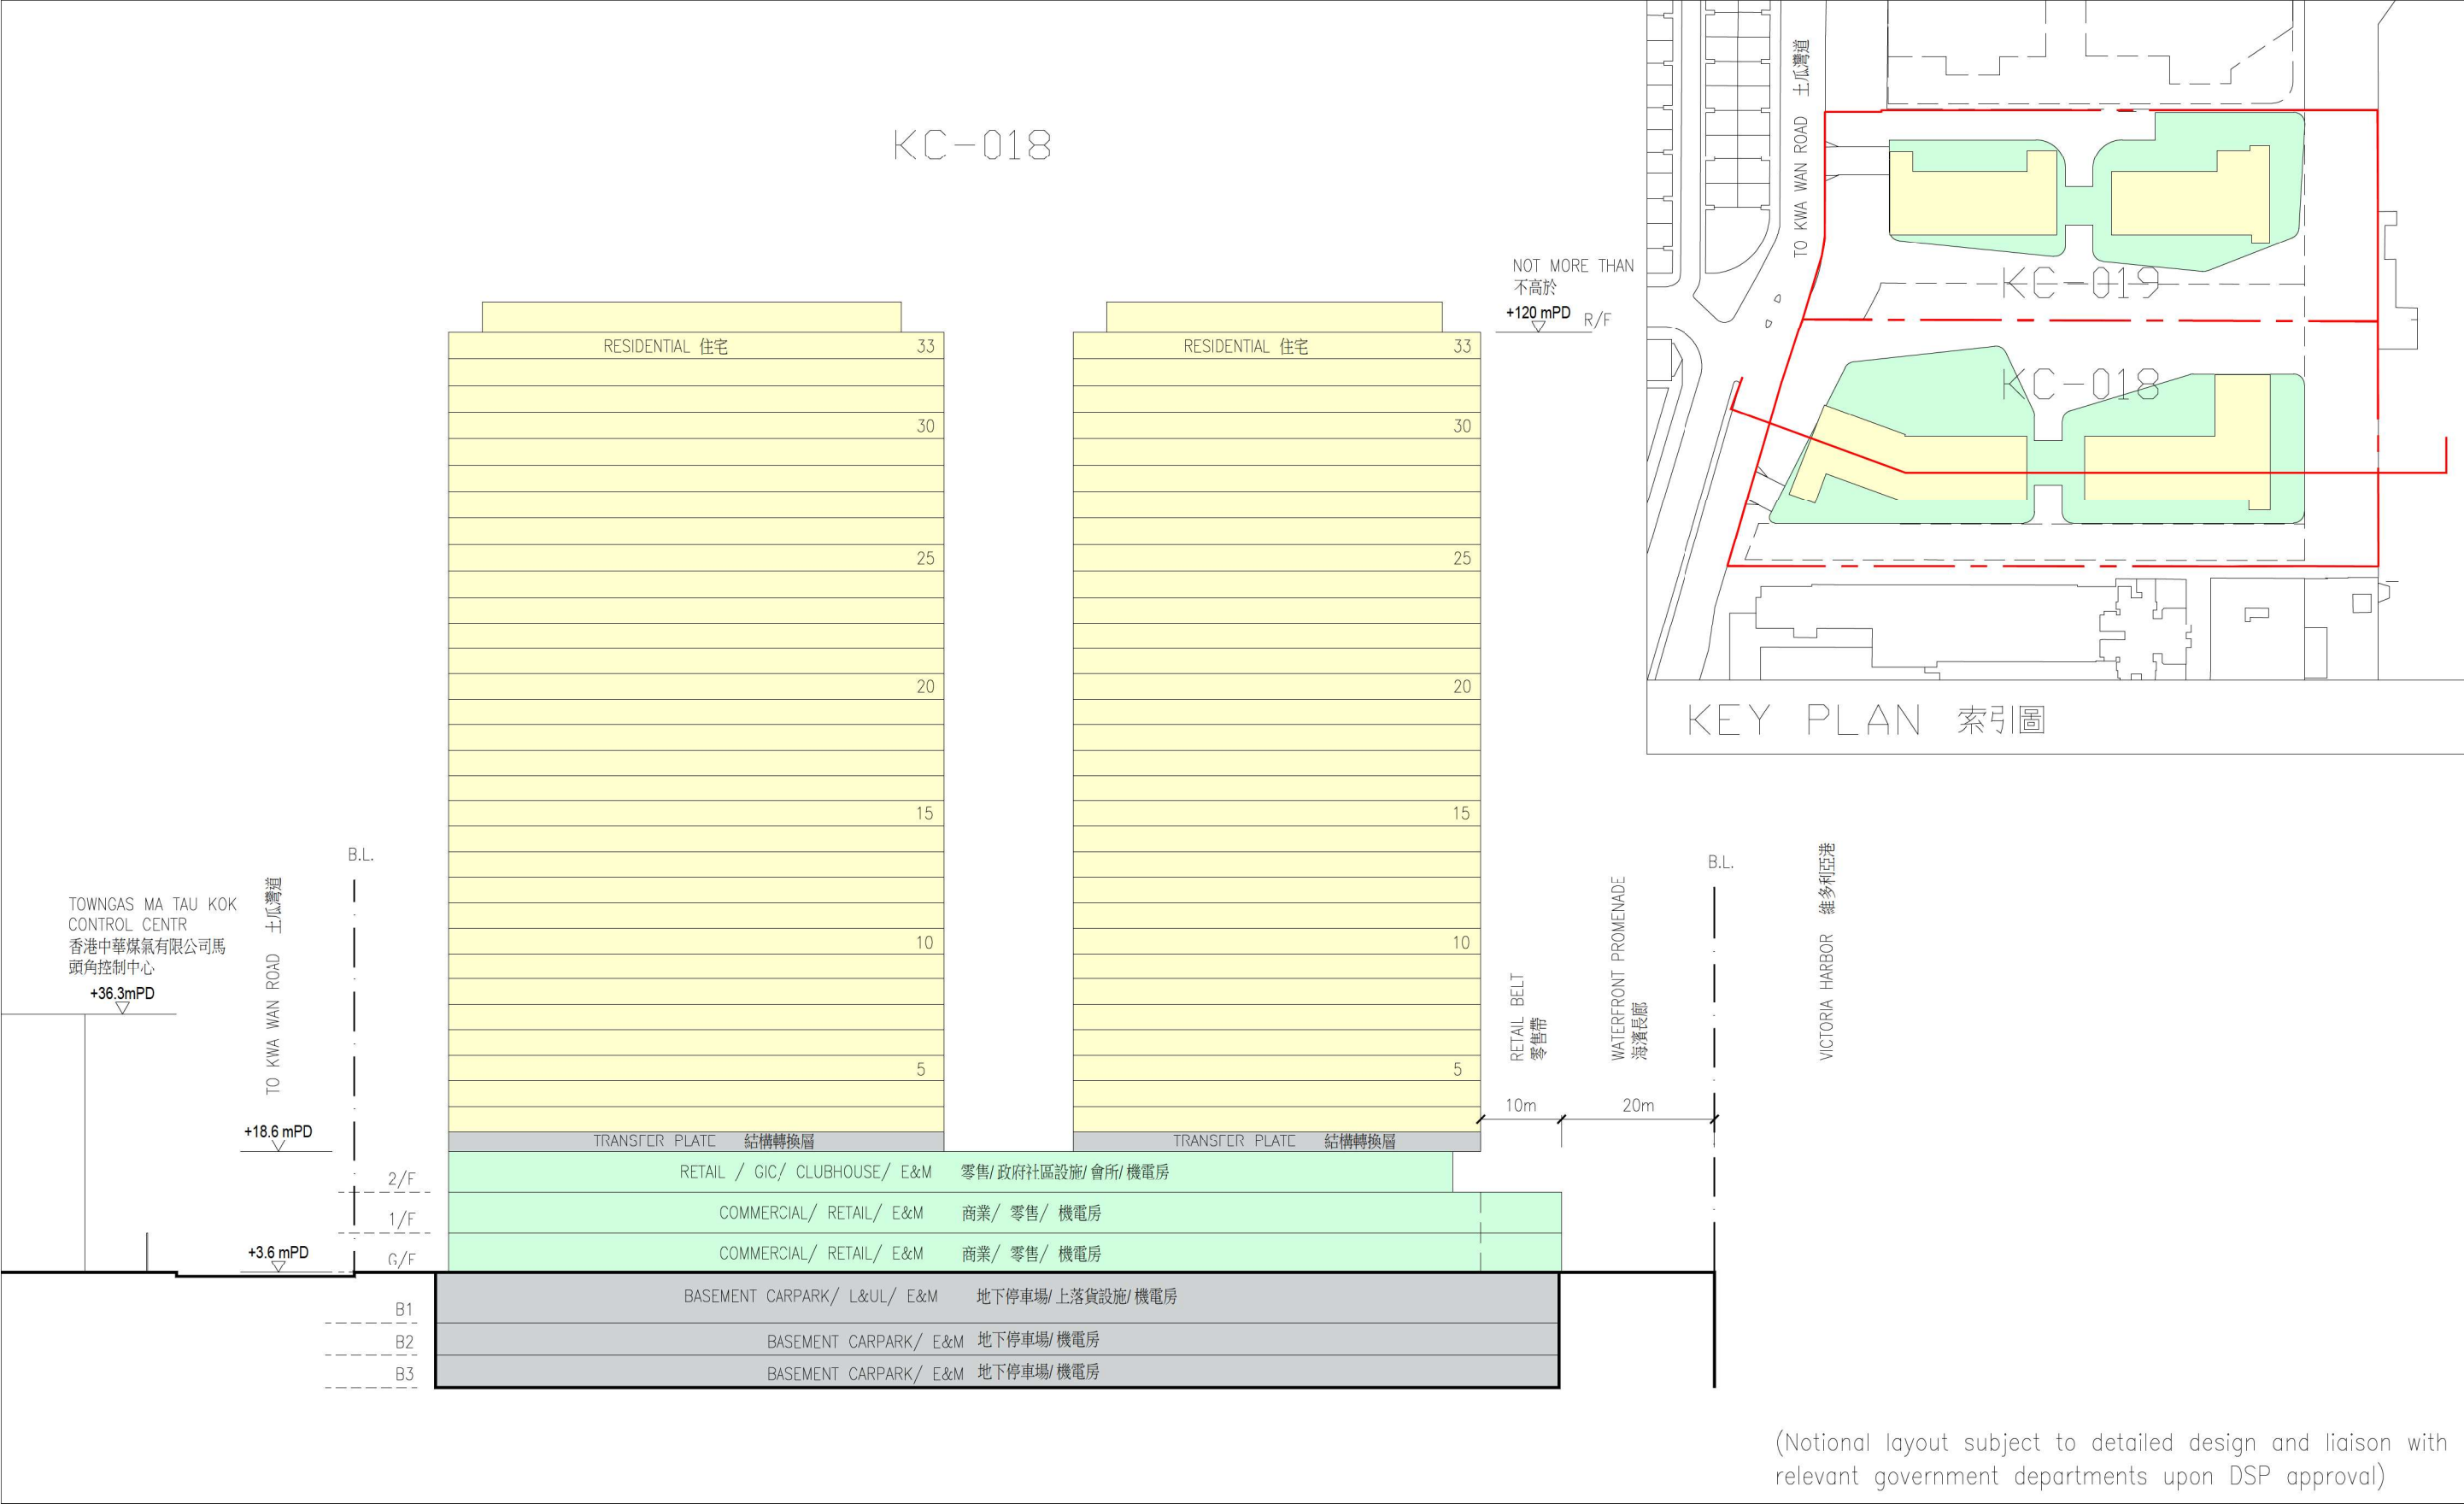 KC-018
NOT MORE THAN
不高於
+120 mPD R/F
RESIDENTIAL 住宅 33
30
25
20
15
10
5
TRANSFER PLATE 結構轉換層
RESIDENTIAL 住宅 33
30
25
20
15
10
5
TRANSFER PLATE 結構轉換層
TOWNGAS MA TAU KOK
CONTROL CENTR
香港中華煤氣有限公司馬
頭角控制中心
+36.3mPD
TO KWA WAN ROAD 土瓜灣道
B.L.
+18.6 mPD
+3.6 mPD
2/F
RETAIL / GIC/ CLUBHOUSE/ E&M 零售/ 政府社區設施/ 會所/ 機電房
1/F
COMMERCIAL/ RETAIL/ E&M 商業/ 零售/ 機電房
G/F
COMMERCIAL/ RETAIL/ E&M 商業/ 零售/ 機電房
B1
BASEMENT CARPARK/ L&UL/ E&M 地下停車場/ 上落貨設施/ 機電房
B2
BASEMENT CARPARK/ E&M 地下停車場/ 機電房
B3
BASEMENT CARPARK/ E&M 地下停車場/ 機電房
RETAIL BELT
零售帶
10m
WATERFRONT PROMENADE
海濱長廊
20m
B.L.
VICTORIA HARBOR 維多利亞港
TO KWA WAN ROAD 土瓜灣道
KC-019
KC-018
KEY PLAN 索引圖
(Notional layout subject to detailed design and liaison with
relevant government departments upon DSP approval)